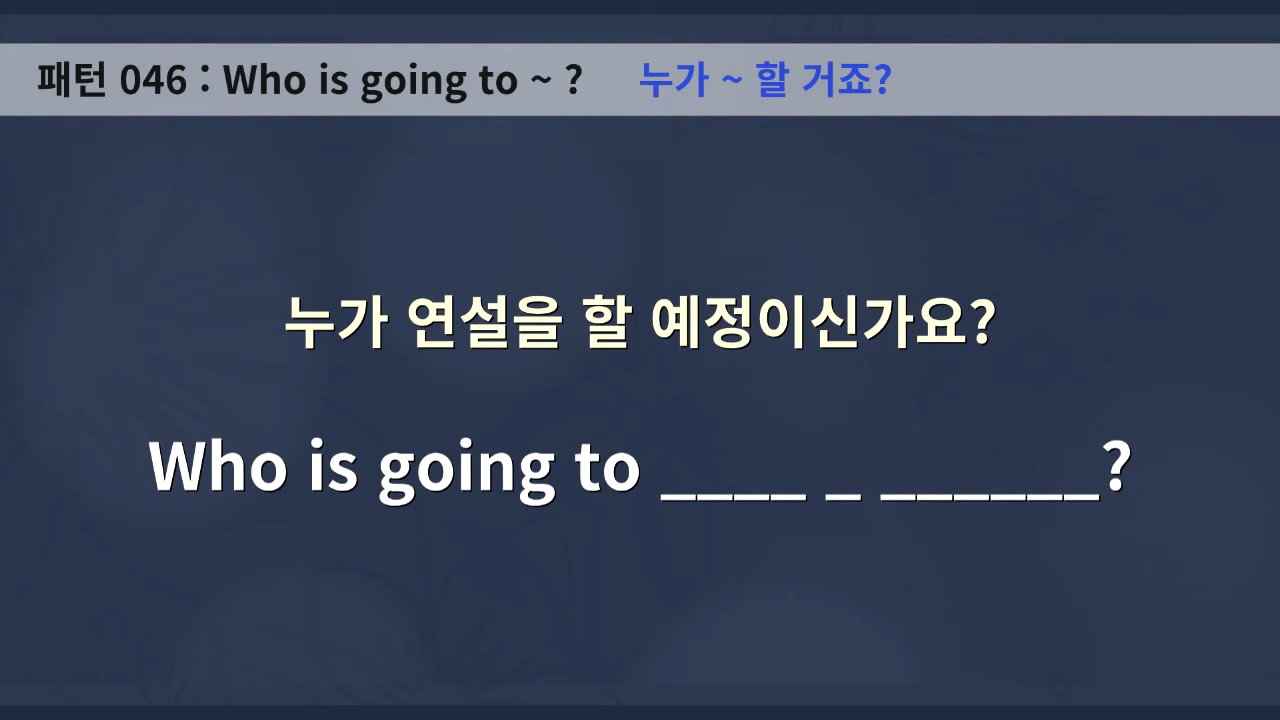 패턴 046 : Who is going to ~ ? 누가 ~ 할 거죠?
누가 연설을 할 예정이신가요?
Who is going to ____ _ ______?